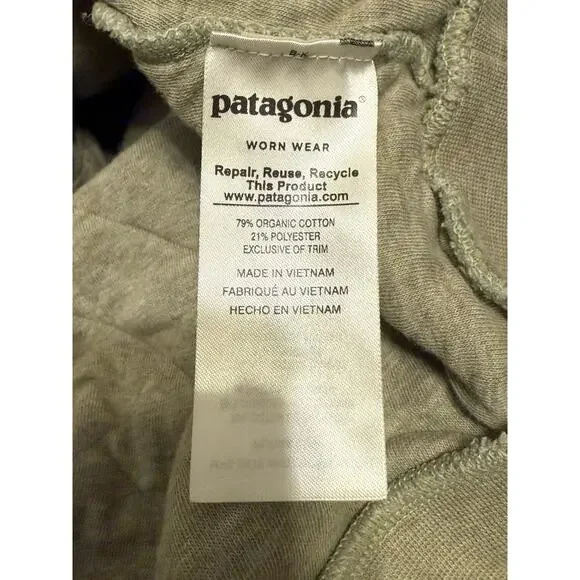 patagonia®
WORN WEAR
Repair, Reuse, Recycle
This Product
www.patagonia.com
79% ORGANIC COTTON
21% POLYESTER
EXCLUSIVE OF TRIM
MADE IN VIETNAM
FABRIQUÉ AU VIETNAM
HECHO EN VIETNAM